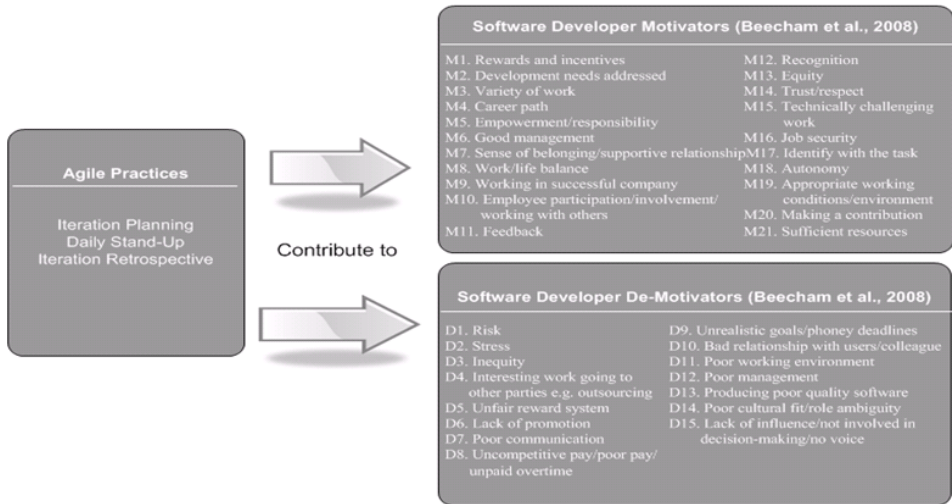 Agile Practices
Iteration Planning
Daily Stand-Up
Iteration Retrospective
Contribute to
Software Developer Motivators (Beecham et al., 2008)
M1. Rewards and incentives
M2. Development needs addressed
M3. Variety of work
M4. Career path
M5. Empowerment/responsibility
M6. Good management
M7. Sense of belonging/supportive relationship
M8. Work/life balance
M9. Working in successful company
M10. Employee participation/involvement/
working with others
M11. Feedback
M12. Recognition
M13. Equity
M14. Trust/respect
M15. Technically challenging
work
M16. Job security
M17. Identify with the task
M18. Autonomy
M19. Appropriate working
conditions/environment
M20. Making a contribution
M21. Sufficient resources
Software Developer De-Motivators (Beecham et al., 2008)
D1. Risk
D2. Stress
D3. Inequity
D4. Interesting work going to
other parties e.g. outsourcing
D5. Unfair reward system
D6. Lack of promotion
D7. Poor communication
D8. Uncompetitive pay/poor pay/
unpaid overtime
D9. Unrealistic goals/phoney deadlines
D10. Bad relationship with users/colleague
D11. Poor working environment
D12. Poor management
D13. Producing poor quality software
D14. Poor cultural fit/role ambiguity
D15. Lack of influence/not involved in
decision-making/no voice